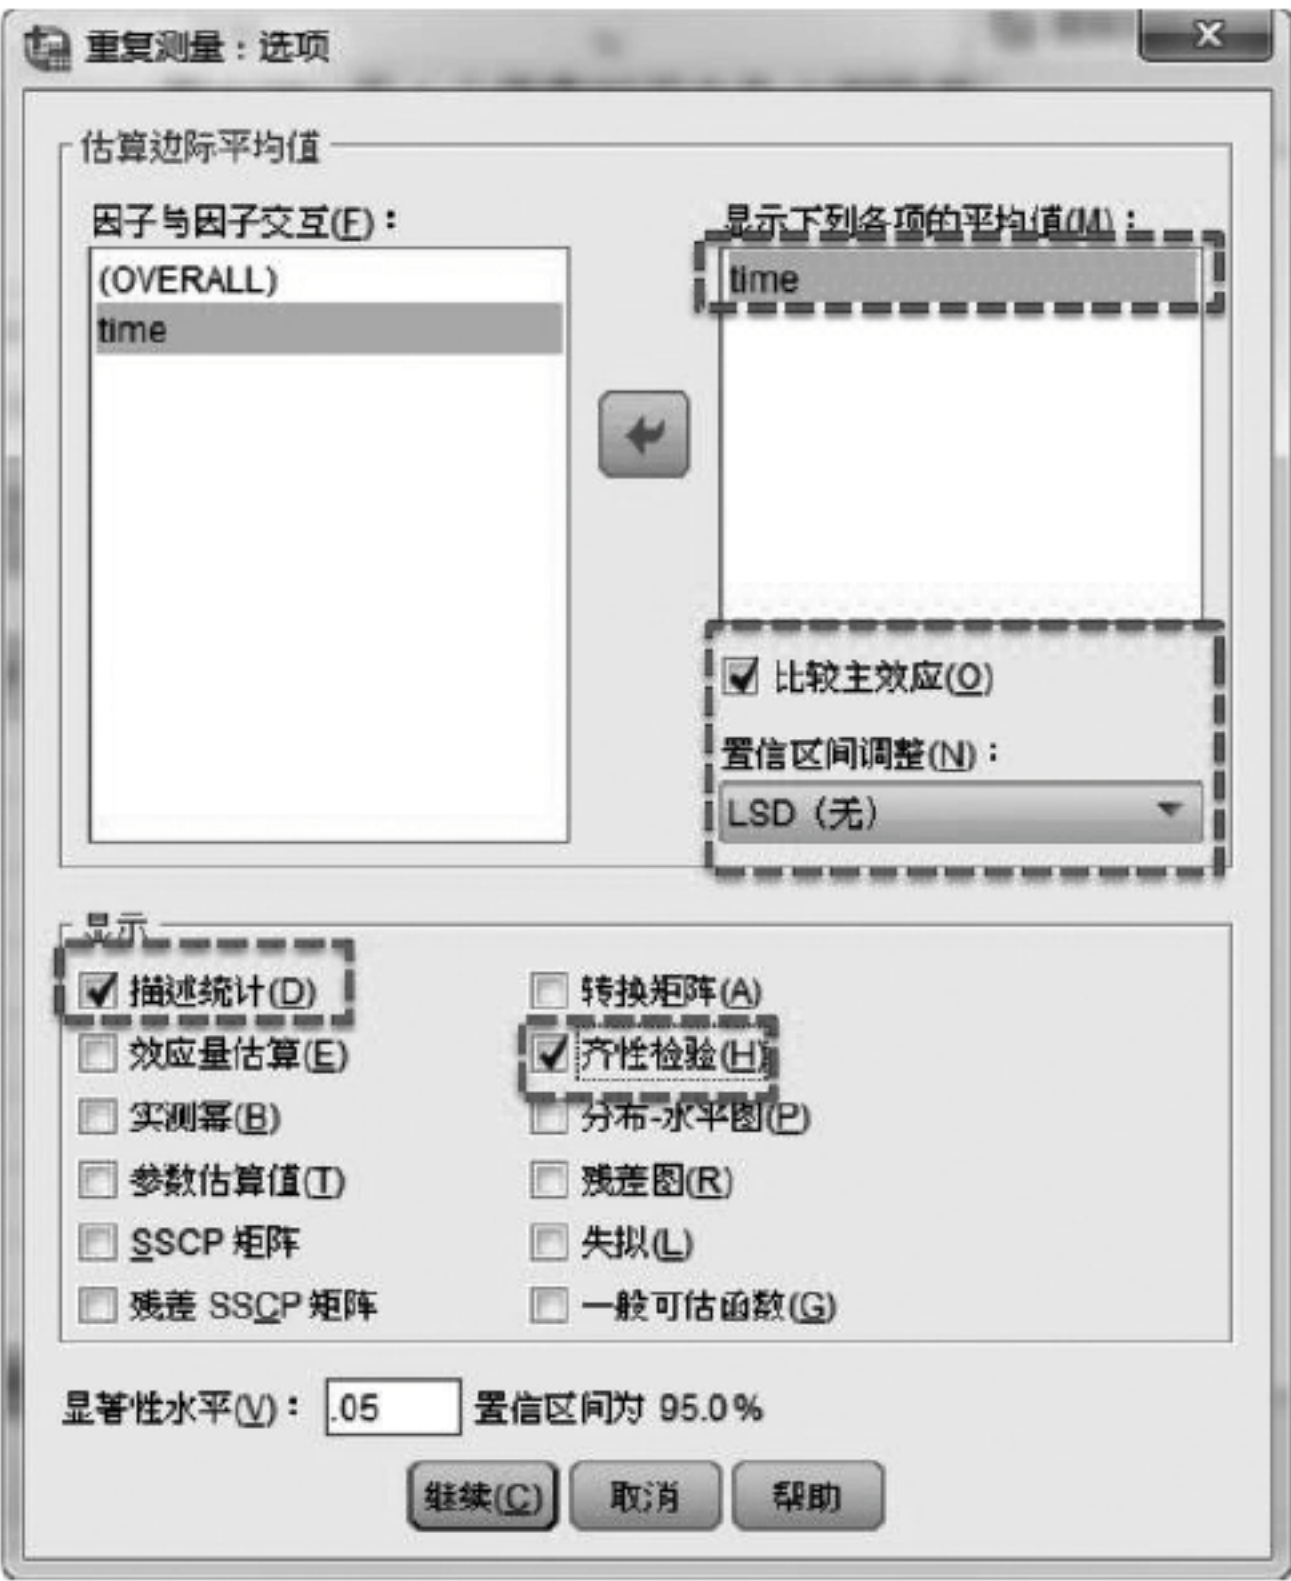 重复测量：选项
估算边际平均值
因子与因子交互(F)：
显示下列各项的平均值(M)：
(OVERALL)
time
time
比较主效应(O)
置信区间调整(N)：
LSD（无）
显示
描述统计(D)
转换矩阵(A)
效应量估算(E)
齐性检验(H)
实测幂(B)
分布-水平图(P)
参数估算值(T)
残差图(R)
SSCP 矩阵
失拟(L)
残差 SSCP 矩阵
一般可估函数(G)
显著性水平(V)： .05 置信区间为 95.0%
继续(C) 取消 帮助